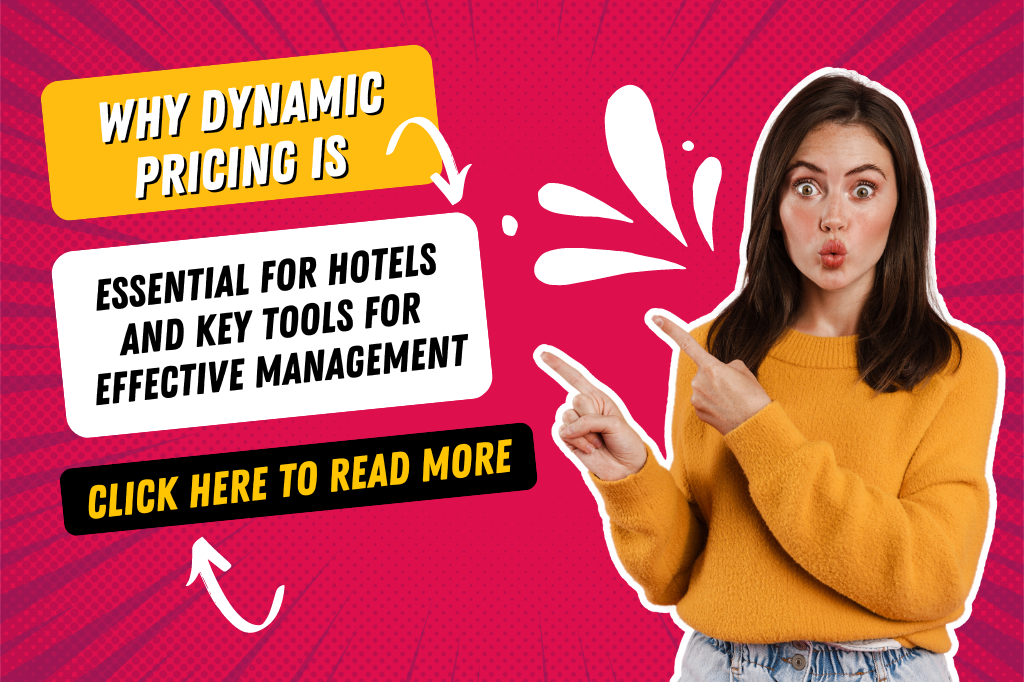 WHY DYNAMIC
PRICING IS
ESSENTIAL FOR HOTELS
AND KEY TOOLS FOR
EFFECTIVE MANAGEMENT
CLICK HERE TO READ MORE